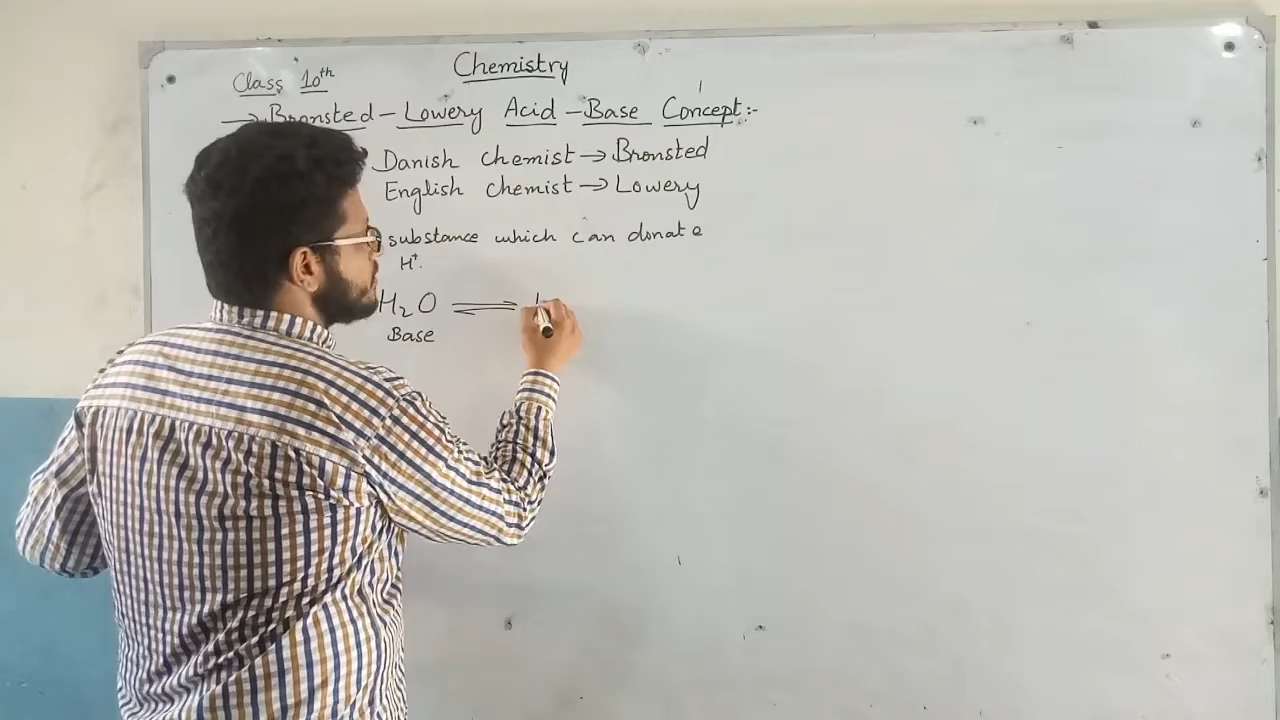 Chemistry
Class 10th
→ Bronsted - Lowery Acid - Base Concept :-
Danish chemist → Bronsted
English chemist → Lowery
substance which can donate
H⁺.
H₂O ⇌
Base